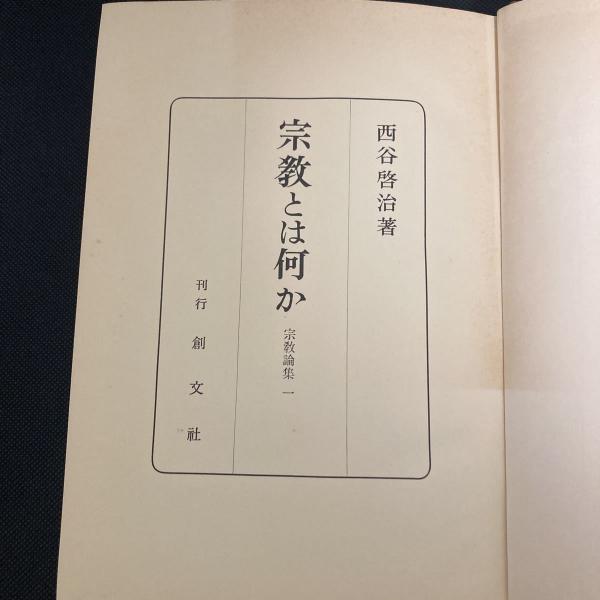 西谷啓治著
宗教とは何か
宗教論集 一
刊行 創文社